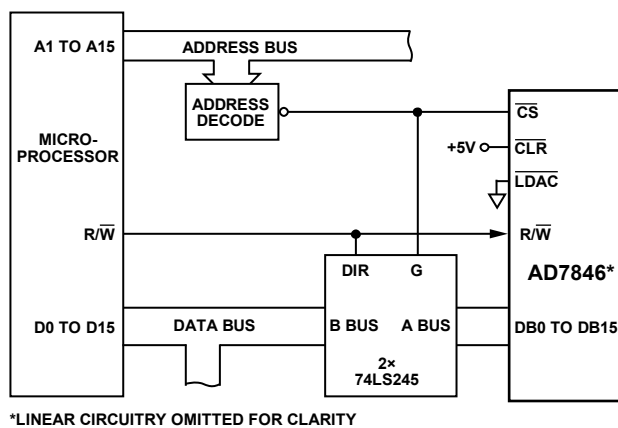 A1 TO A15
ADDRESS BUS
ADDRESS
DECODE
MICRO-
PROCESSOR
CS
+5V
CLR
LDAC
R/W
R/W
DIR
G
AD7846*
D0 TO D15
DATA BUS
B BUS
A BUS
DB0 TO DB15
2×
74LS245
*LINEAR CIRCUITRY OMITTED FOR CLARITY